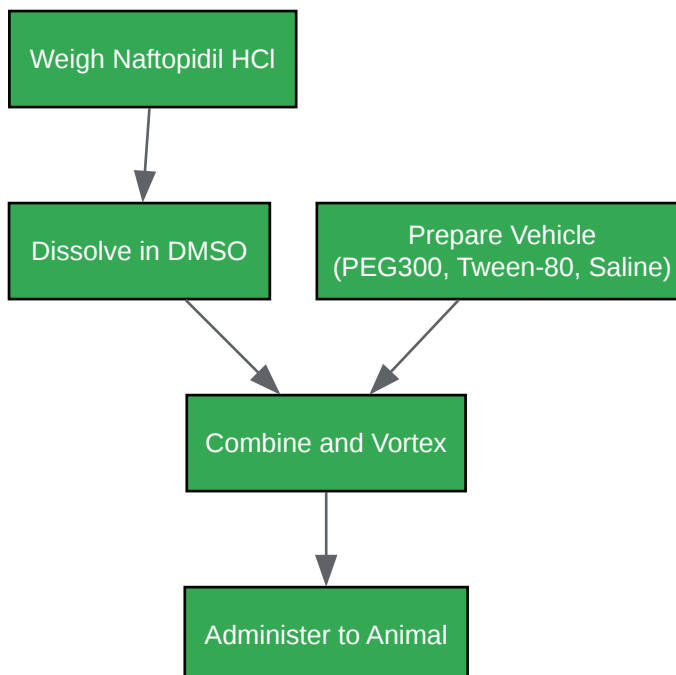 Weigh Naftopidil HCl
Dissolve in DMSO
Prepare Vehicle
(PEG300, Tween-80, Saline)
Combine and Vortex
Administer to Animal